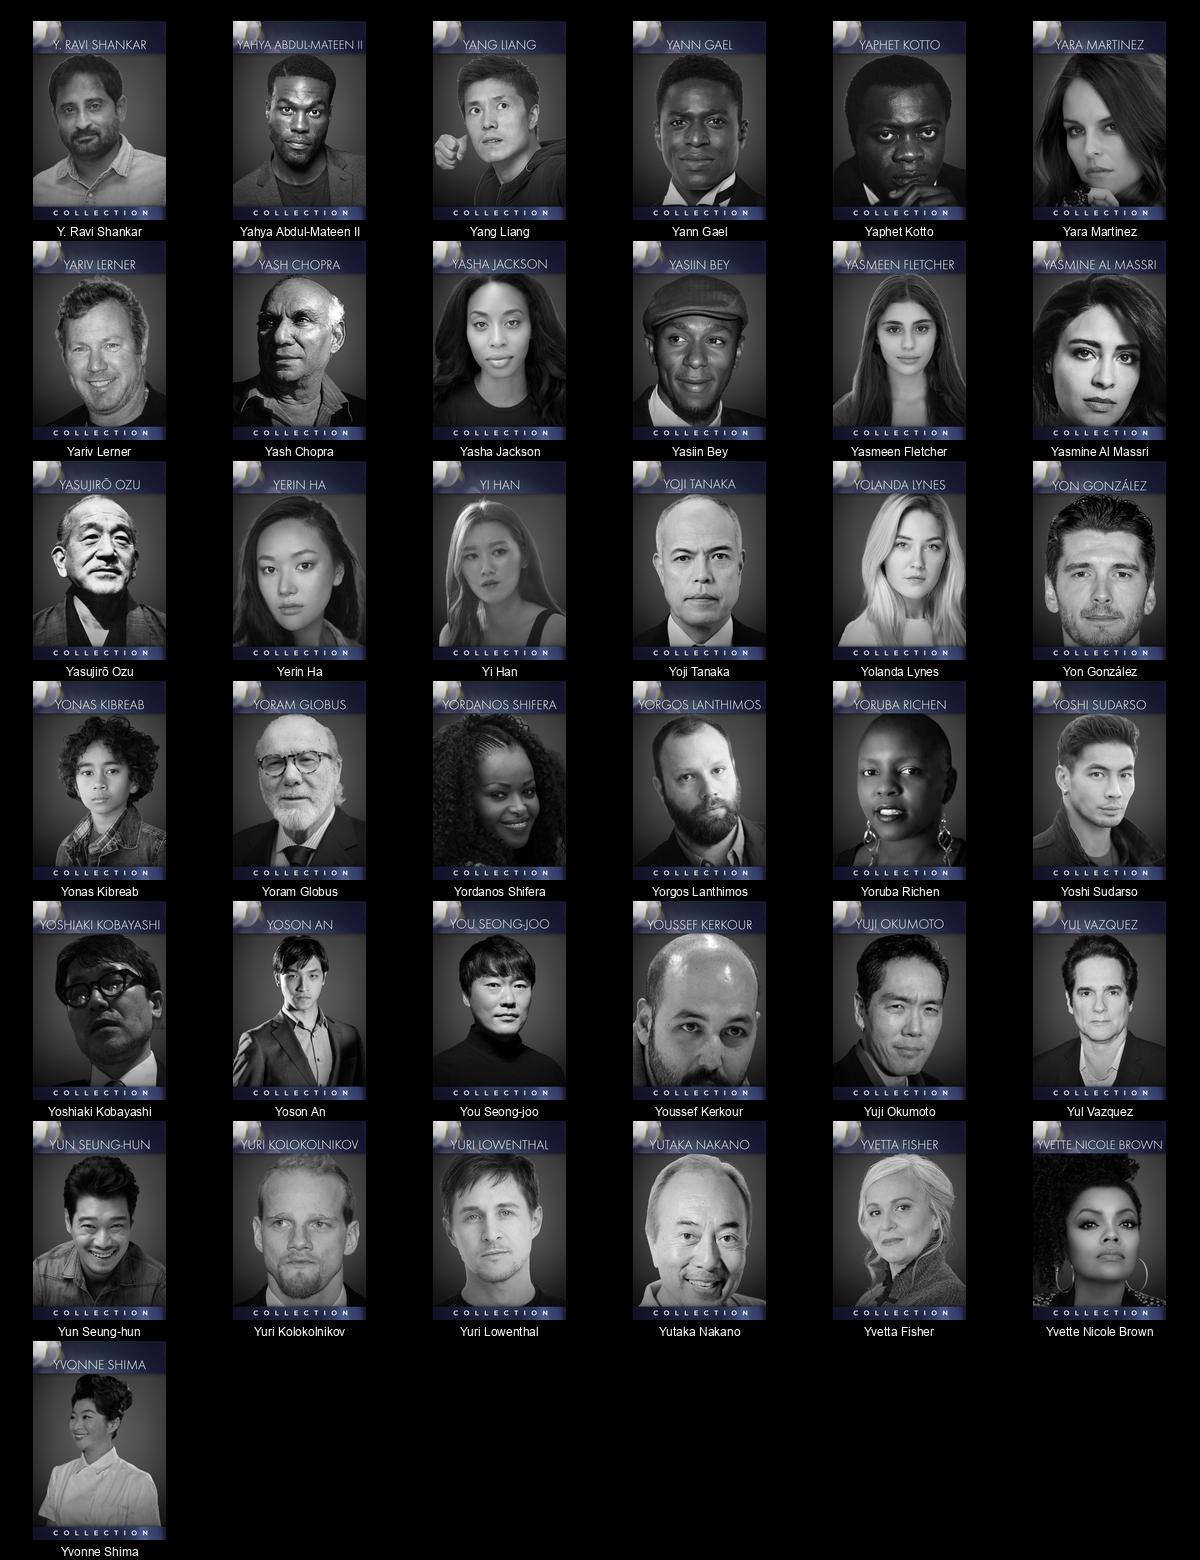 Y. RAVI SHANKAR YAHYA ABDUL-MATEEN II YANG LIANG YANN GAEL YAPHET KOTTO YARA MARTINEZ
COLLECTION COLLECTION COLLECTION COLLECTION COLLECTION COLLECTION
Y. Ravi Shankar Yahya Abdul-Mateen II Yang Liang Yann Gael Yaphet Kotto Yara Martinez
YARIV LERNER YASH CHOPRA YASHA JACKSON YASIIN BEY YASMEEN FLETCHER YASMINE AL MASSRI
COLLECTION COLLECTION COLLECTION COLLECTION COLLECTION COLLECTION
Yariv Lerner Yash Chopra Yasha Jackson Yasiin Bey Yasmeen Fletcher Yasmine Al Massri
YASUJIRŌ OZU YERIN HA YI HAN YOJI TANAKA YOLANDA LYNES YON GONZÁLEZ
COLLECTION COLLECTION COLLECTION COLLECTION COLLECTION COLLECTION
Yasujirō Ozu Yerin Ha Yi Han Yoji Tanaka Yolanda Lynes Yon González
YONAS KIBREAB YORAM GLOBUS YORDANOS SHIFERA YORGOS LANTHIMOS YORUBA RICHEN YOSHI SUDARSO
COLLECTION COLLECTION COLLECTION COLLECTION COLLECTION COLLECTION
Yonas Kibreab Yoram Globus Yordanos Shifera Yorgos Lanthimos Yoruba Richen Yoshi Sudarso
YOSHIAKI KOBAYASHI YOSON AN YOU SEONG-JOO YOUSSEF KERKOUR YUJI OKUMOTO YUL VAZQUEZ
COLLECTION COLLECTION COLLECTION COLLECTION COLLECTION COLLECTION
Yoshiaki Kobayashi Yoson An You Seong-joo Youssef Kerkour Yuji Okumoto Yul Vazquez
YUN SEUNG-HUN YURI KOLOKOLNIKOV YURI LOWENTHAL YUTAKA NAKANO YVETTA FISHER YVETTE NICOLE BROWN
COLLECTION COLLECTION COLLECTION COLLECTION COLLECTION COLLECTION
Yun Seung-hun Yuri Kolokolnikov Yuri Lowenthal Yutaka Nakano Yvetta Fisher Yvette Nicole Brown
YVONNE SHIMA
COLLECTION
Yvonne Shima